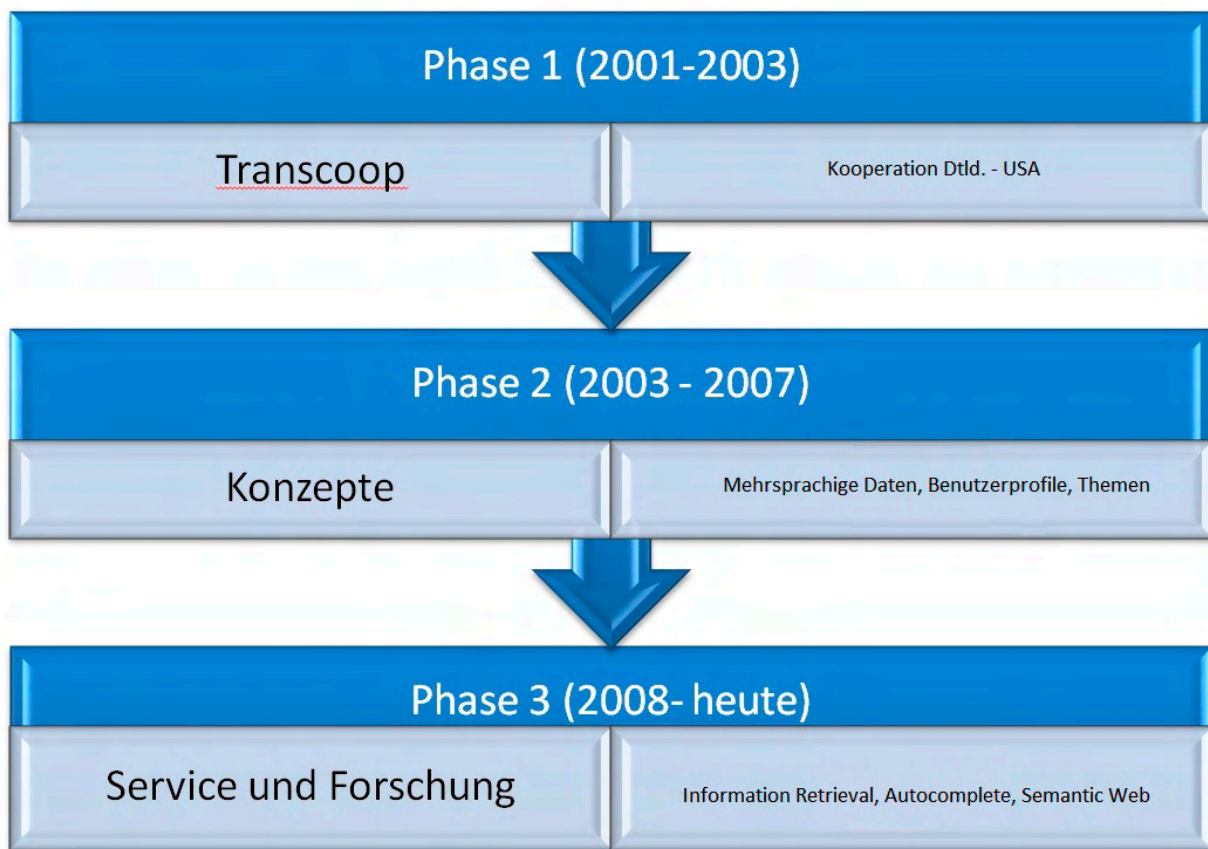 Phase 1 (2001-2003)
Transcoop
Kooperation Dtld. - USA
Phase 2 (2003 - 2007)
Konzepte
Mehrsprachige Daten, Benutzerprofile, Themen
Phase 3 (2008- heute)
Service und Forschung
Information Retrieval, Autocomplete, Semantic Web